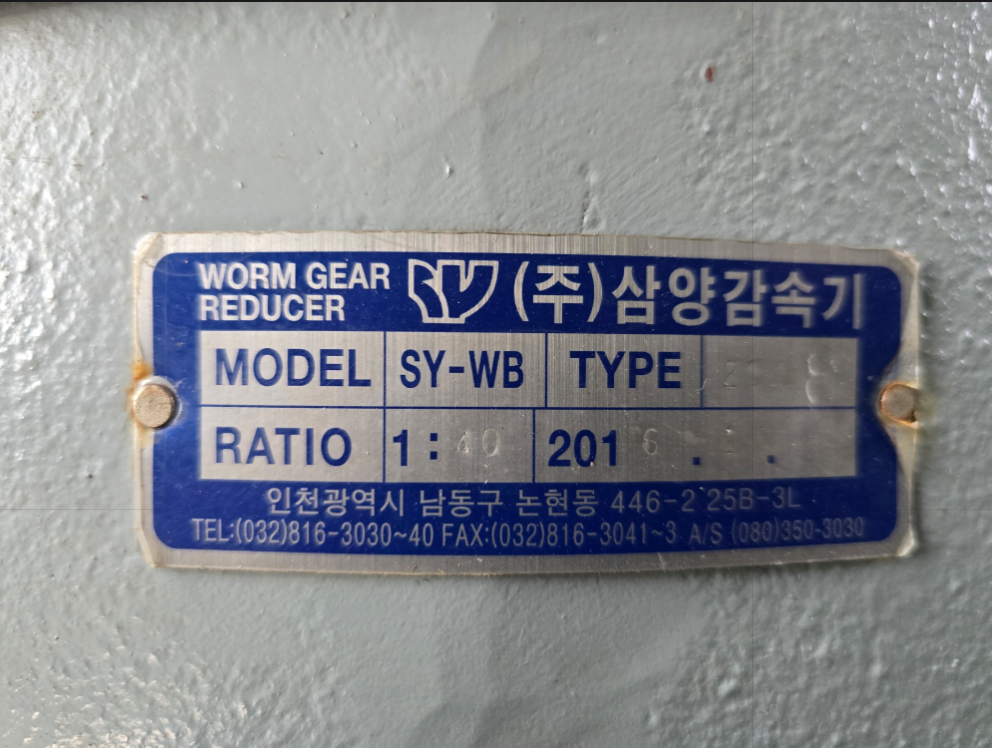 WORM GEAR
REDUCER
(주)삼양감속기
MODEL SY-WB TYPE
RATIO 1:40 2016 . .
인천광역시 남동구 논현동 446-2 25B-3L
TEL:(032)816-3030~40 FAX:(032)816-3041~3 A/S (080)350-3030